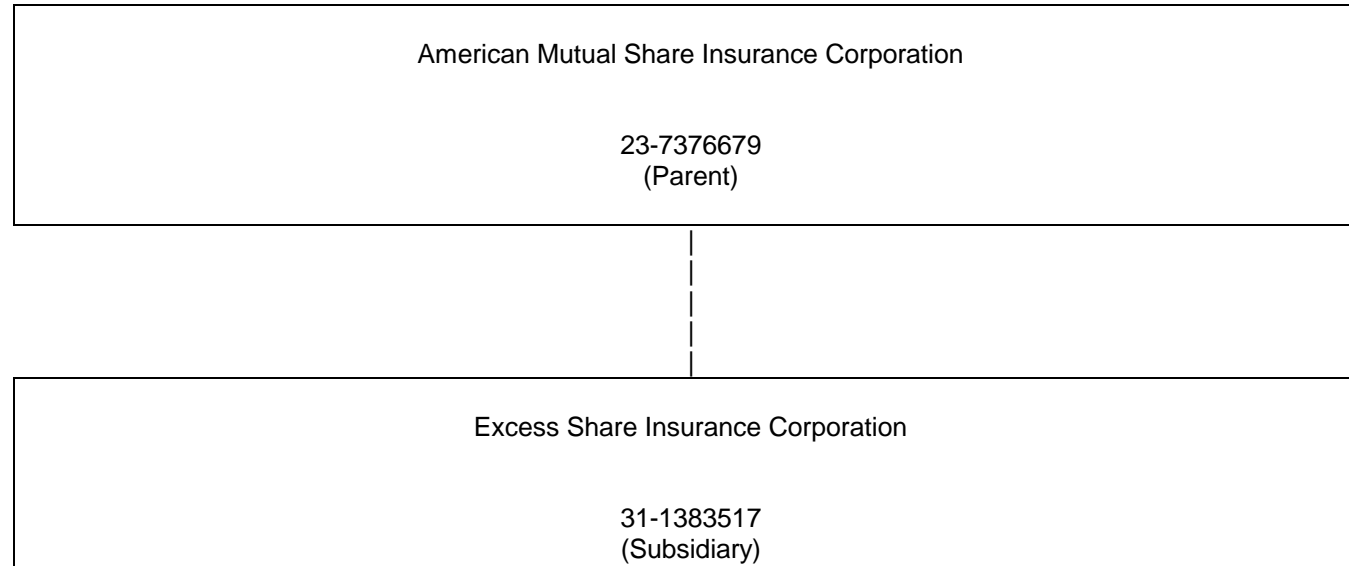 American Mutual Share Insurance Corporation
23-7376679
(Parent)
Excess Share Insurance Corporation
31-1383517
(Subsidiary)